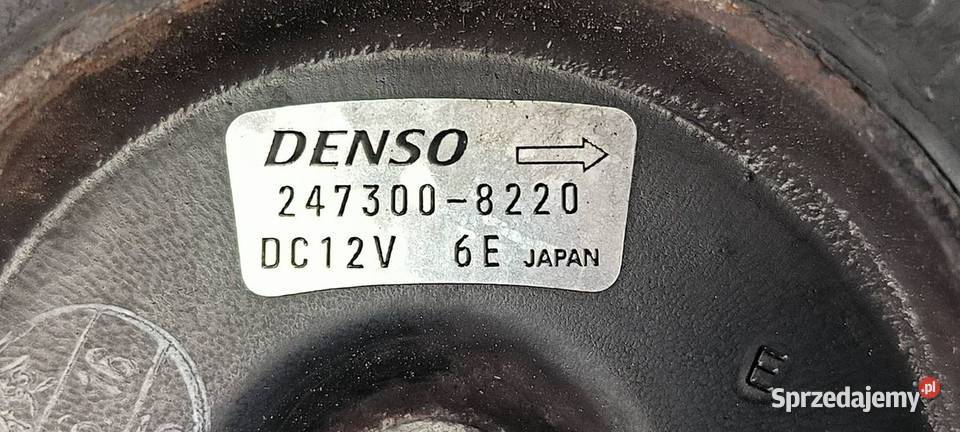 DENSO
247300-8220
DC12V 6E JAPAN
E
Sprzedajemy.pl